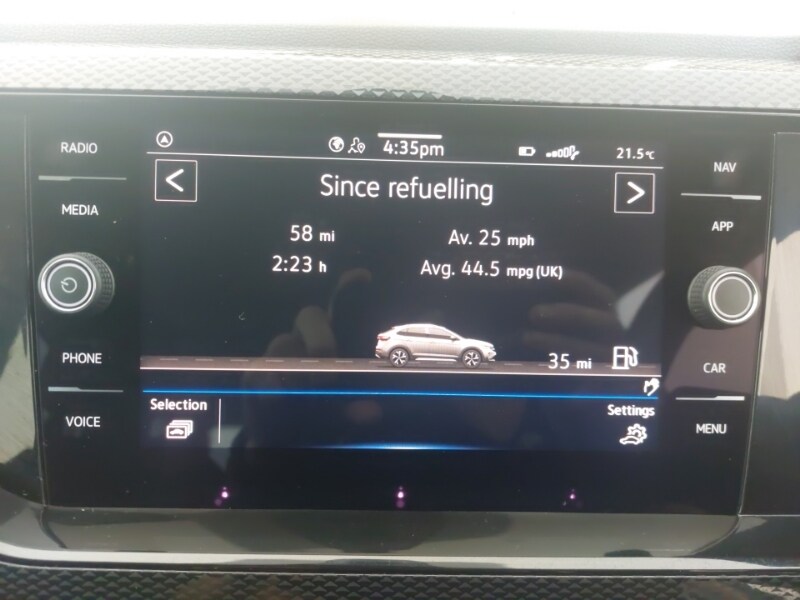 RADIO
MEDIA
PHONE
VOICE
4:35pm
21.5°C
Since refuelling
58 mi
Av. 25 mph
2:23 h
Avg. 44.5 mpg (UK)
35 mi
Selection
Settings
NAV
APP
CAR
MENU